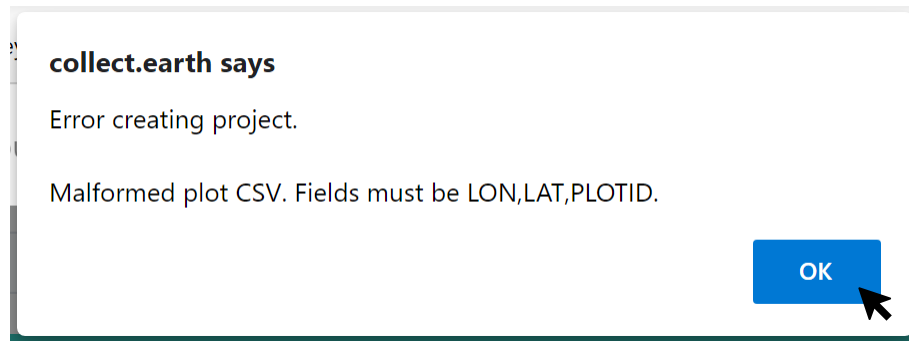 collect.earth says
Error creating project.
Malformed plot CSV. Fields must be LON,LAT,PLOTID.
OK